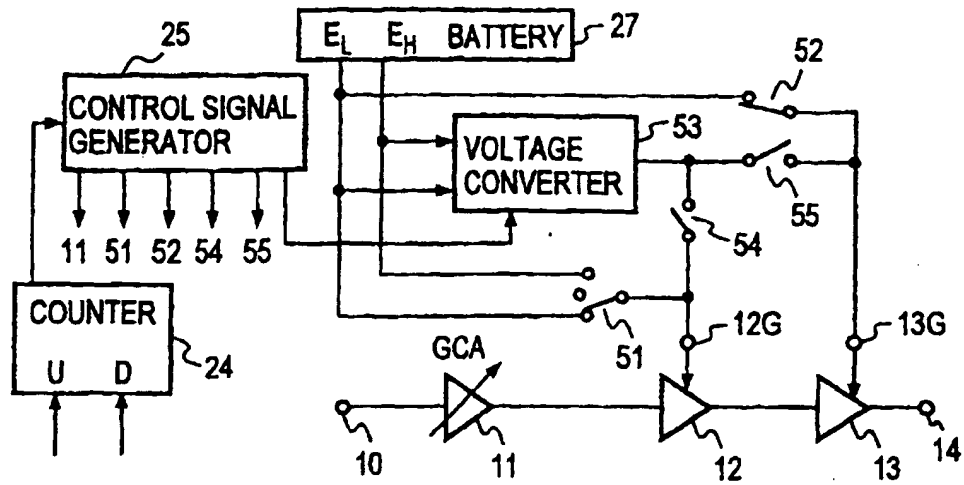 E_L E_H BATTERY
27
25
52
CONTROL SIGNAL
GENERATOR
53
VOLTAGE
CONVERTER
55
54
11 51 52 54 55
COUNTER
U D
24
51
12G
13G
GCA
10
11
12
13
14